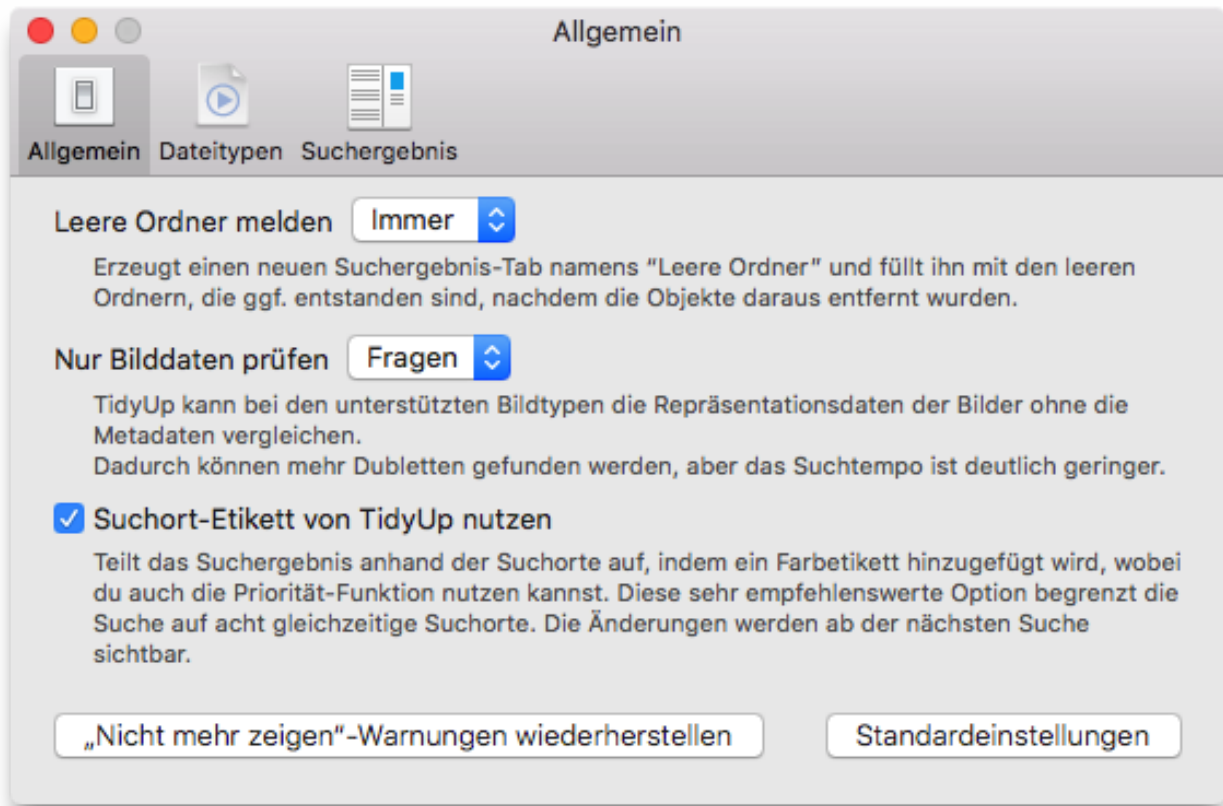 Allgemein
Allgemein Dateitypen Suchergebnis
Leere Ordner melden Immer
Erzeugt einen neuen Suchergebnis-Tab namens “Leere Ordner” und füllt ihn mit den leeren
Ordnern, die ggf. entstanden sind, nachdem die Objekte daraus entfernt wurden.
Nur Bilddaten prüfen Fragen
TidyUp kann bei den unterstützten Bildtypen die Repräsentationsdaten der Bilder ohne die
Metadaten vergleichen.
Dadurch können mehr Dubletten gefunden werden, aber das Suchtempo ist deutlich geringer.
Suchort-Etikett von TidyUp nutzen
Teilt das Suchergebnis anhand der Suchorte auf, indem ein Farbetikett hinzugefügt wird, wobei
du auch die Priorität-Funktion nutzen kannst. Diese sehr empfehlenswerte Option begrenzt die
Suche auf acht gleichzeitige Suchorte. Die Änderungen werden ab der nächsten Suche
sichtbar.
„Nicht mehr zeigen“-Warnungen wiederherstellen Standardeinstellungen